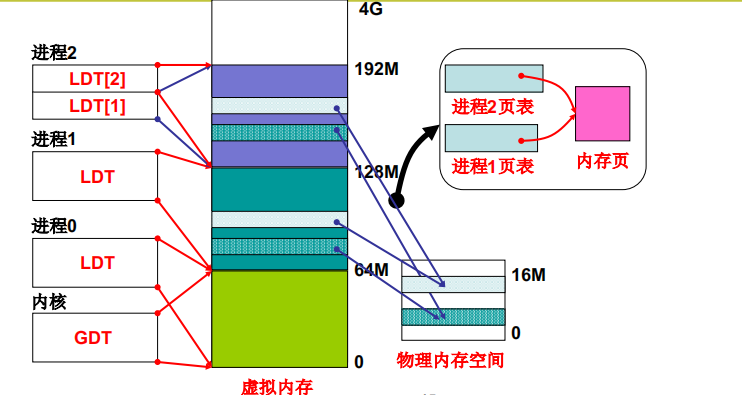 4G
进程2
LDT[2]
LDT[1]
192M
进程2页表
进程1页表
内存页
进程1
LDT
128M
进程0
LDT
64M
16M
内核
GDT
0
0
虚拟内存
物理内存空间